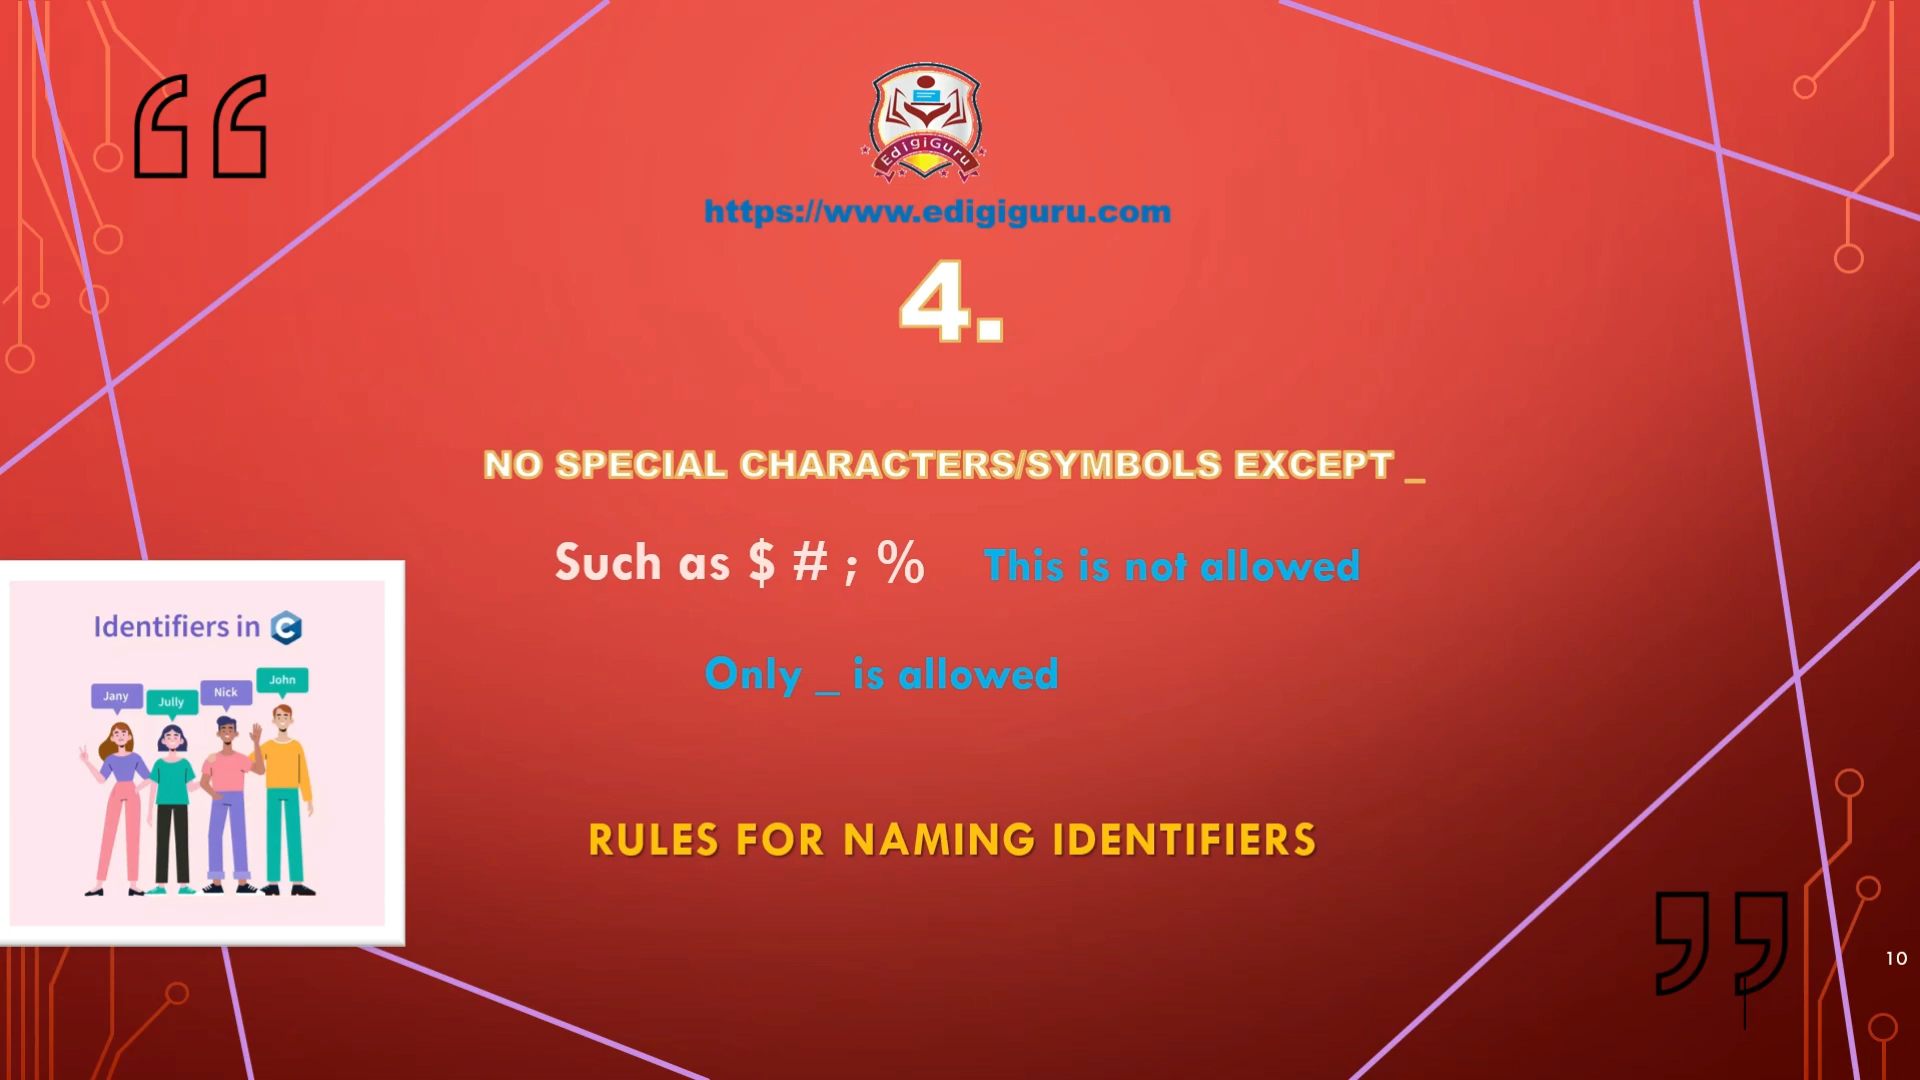 EdigiGuru
https://www.edigiguru.com
4.
NO SPECIAL CHARACTERS/SYMBOLS EXCEPT _
Such as $ # ; % This is not allowed
Only _ is allowed
Identifiers in C
Jany
Jully
Nick
John
RULES FOR NAMING IDENTIFIERS
10